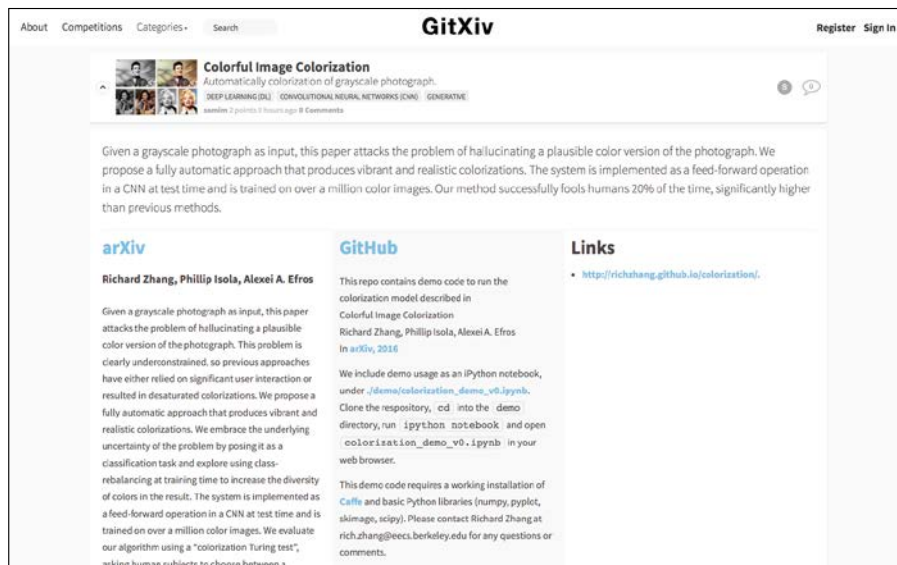 About Competitions Categories Search GitXiv Register Sign In
Colorful Image Colorization
Automatically colorization of grayscale photograph.
DEEP LEARNING (DL) CONVOLUTIONAL NEURAL NETWORKS (CNN) GENERATIVE
samim 2 points ago 0 Comments
Given a grayscale photograph as input, this paper attacks the problem of hallucinating a plausible color version of the photograph. We
propose a fully automatic approach that produces vibrant and realistic colorizations. The system is implemented as a feed-forward operation
in a CNN at test time and is trained on over a million color images. Our method successfully fools humans 20% of the time, significantly higher
than previous methods.
arXiv
Richard Zhang, Phillip Isola, Alexei A. Efros
Given a grayscale photograph as input, this paper
attacks the problem of hallucinating a plausible
color version of the photograph. This problem is
clearly underconstrained, so previous approaches
have either relied on significant user interaction or
resulted in desaturated colorizations. We propose a
fully automatic approach that produces vibrant and
realistic colorizations. We embrace the underlying
uncertainty of the problem by posing it as a
classification task and explore using class-
rebalancing at training time to increase the diversity
of colors in the result. The system is implemented as
a feed-forward operation in a CNN at test time and is
trained on over a million color images. We evaluate
our algorithm using a "colorization Turing test",
asking human subjects to choose between a
GitHub
This repo contains demo code to run the
colorization model described in
Colorful Image Colorization
Richard Zhang, Phillip Isola, Alexei A. Efros
In arXiv, 2016
We include demo usage as an iPython notebook,
under ./demo/colorization_demo_v0.ipynb.
Clone the respository, cd into the demo
directory, run ipython notebook and open
colorization_demo_v0.ipynb in your
web browser.
This demo code requires a working installation of
Caffe and basic Python libraries (numpy, pyplot,
skimage, scipy). Please contact Richard Zhang at
rich.zhang@eecs.berkeley.edu for any questions or
comments.
Links
http://richzhang.github.io/colorization/.